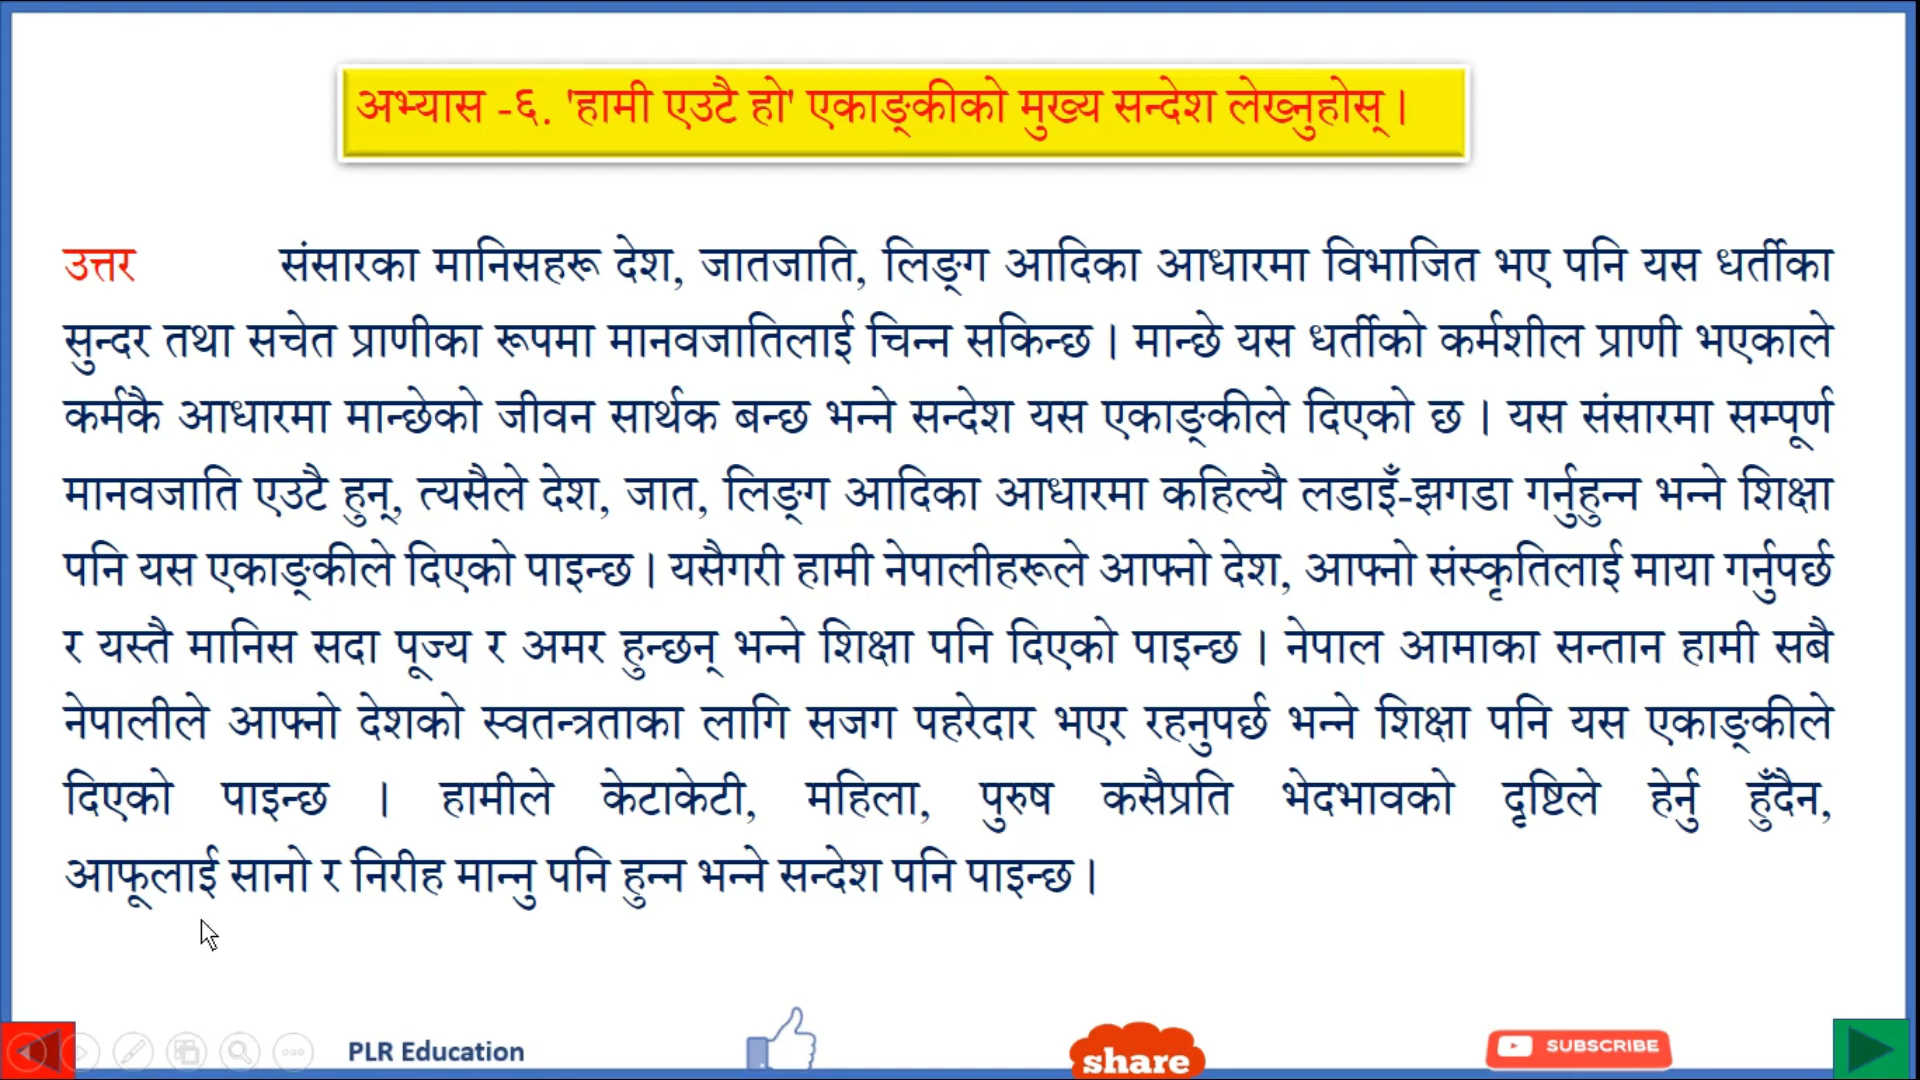 अभ्यास -६. 'हामी एउटै हो' एकाङ्कीको मुख्य सन्देश लेख्नुहोस् ।
उत्तर संसारका मानिसहरू देश, जातजाति, लिङ्ग आदिका आधारमा विभाजित भए पनि यस धर्तीका
सुन्दर तथा सचेत प्राणीका रूपमा मानवजातिलाई चिन्न सकिन्छ । मान्छे यस धर्तीको कर्मशील प्राणी भएकाले
कर्मकै आधारमा मान्छेको जीवन सार्थक बन्छ भन्ने सन्देश यस एकाङ्कीले दिएको छ । यस संसारमा सम्पूर्ण
मानवजाति एउटै हुन्, त्यसैले देश, जात, लिङ्ग आदिका आधारमा कहिल्यै लडाइँ-झगडा गर्नुहुन्न भन्ने शिक्षा
पनि यस एकाङ्कीले दिएको पाइन्छ । यसैगरी हामी नेपालीहरूले आफ्नो देश, आफ्नो संस्कृतिलाई माया गर्नुपर्छ
र यस्तै मानिस सदा पूज्य र अमर हुन्छन् भन्ने शिक्षा पनि दिएको पाइन्छ । नेपाल आमाका सन्तान हामी सबै
नेपालीले आफ्नो देशको स्वतन्त्रताका लागि सजग पहरेदार भएर रहनुपर्छ भन्ने शिक्षा पनि यस एकाङ्कीले
दिएको पाइन्छ । हामीले केटाकेटी, महिला, पुरुष कसैप्रति भेदभावको दृष्टिले हेर्नु हुँदैन,
आफूलाई सानो र निरीह मान्नु पनि हुन्न भन्ने सन्देश पनि पाइन्छ ।
PLR Education
share
SUBSCRIBE